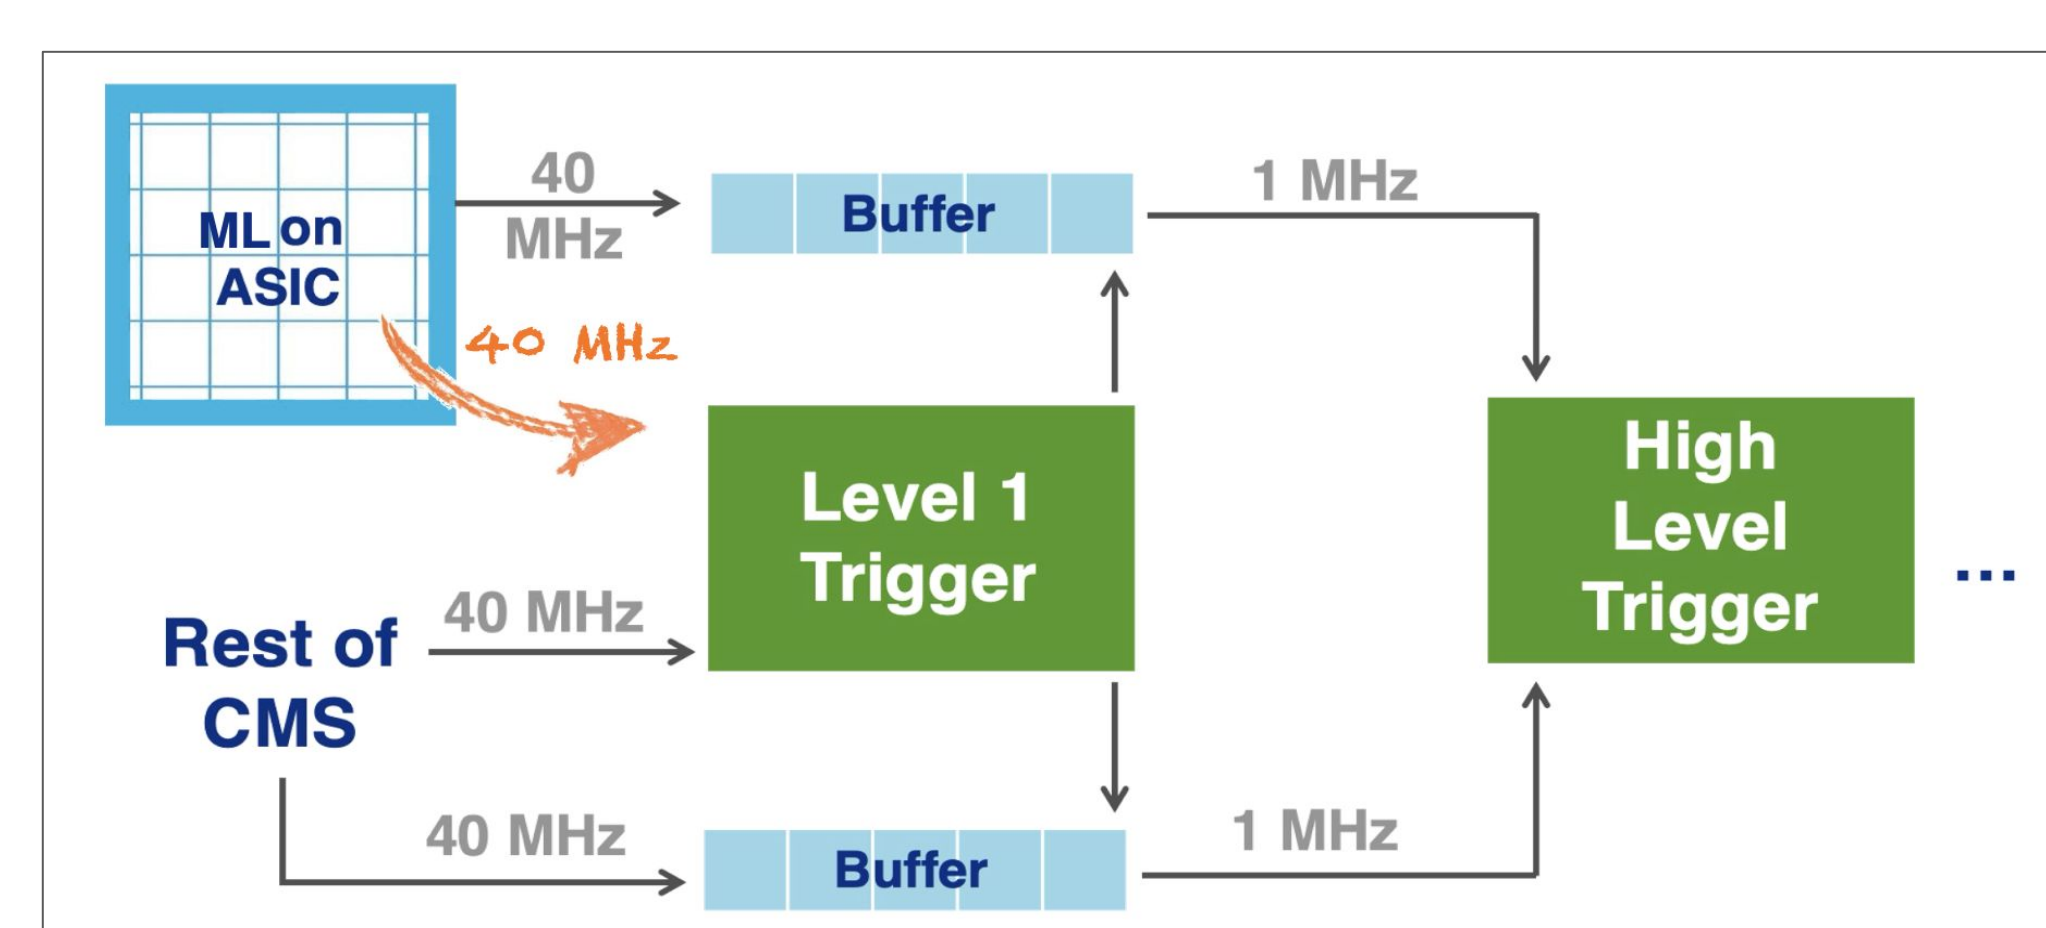 ML on
ASIC
40
MHz
Buffer
1 MHz
40 MHz
Level 1
Trigger
High
Level
Trigger
...
Rest of
CMS
40 MHz
40 MHz
Buffer
1 MHz